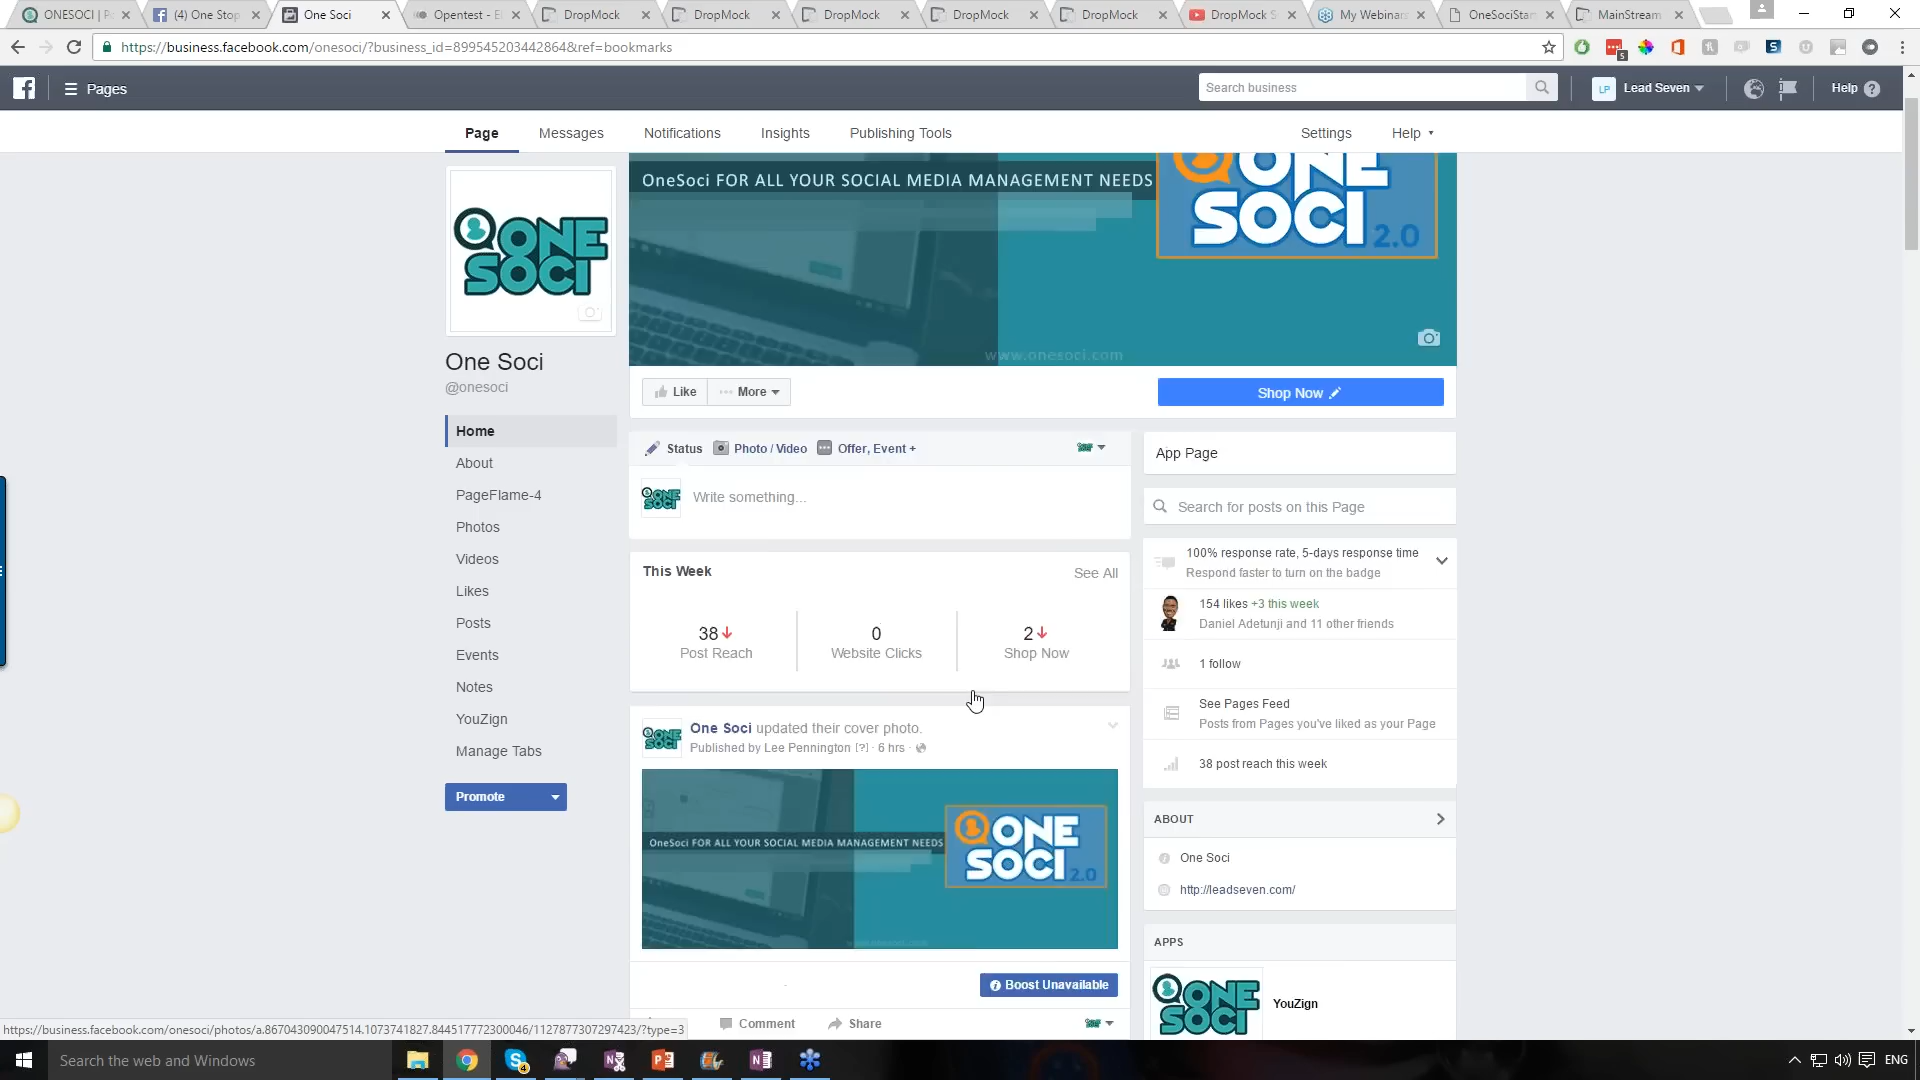 ONESOCI | P
(4) One Stop
One Soci
Opentest - E
DropMock
DropMock
DropMock
DropMock
DropMock
DropMock S
My Webinar
OneSociStar
MainStream
https://business.facebook.com/onesoci/?business_id=899545203442864&ref=bookmarks
Pages
Search business
LP
Lead Seven
Help
Page
Messages
Notifications
Insights
Publishing Tools
Settings
Help
OneSoci FOR ALL YOUR SOCIAL MEDIA MANAGEMENT NEEDS
ONE
SOCI 2.0
www.onesoci.com
ONE
SOCI
One Soci
@onesoci
Home
About
PageFlame-4
Photos
Videos
Likes
Posts
Events
Notes
YouZign
Manage Tabs
Promote
Like
More
Shop Now
Status
Photo / Video
Offer, Event +
Write something...
This Week
See All
38
Post Reach
0
Website Clicks
2
Shop Now
One Soci updated their cover photo.
Published by Lee Pennington [?] · 6 hrs ·
OneSoci FOR ALL YOUR SOCIAL MEDIA MANAGEMENT NEEDS
ONE
SOCI 2.0
Boost Unavailable
Comment
Share
App Page
Search for posts on this Page
100% response rate, 5-days response time
Respond faster to turn on the badge
154 likes +3 this week
Daniel Adetunji and 11 other friends
1 follow
See Pages Feed
Posts from Pages you've liked as your Page
38 post reach this week
ABOUT
One Soci
http://leadseven.com/
APPS
ONE
SOCI
YouZign
https://business.facebook.com/onesoci/photos/a.867043090047514.1073741827.844517772300046/1127877307297423/?type=3
Search the web and Windows
4
ENG